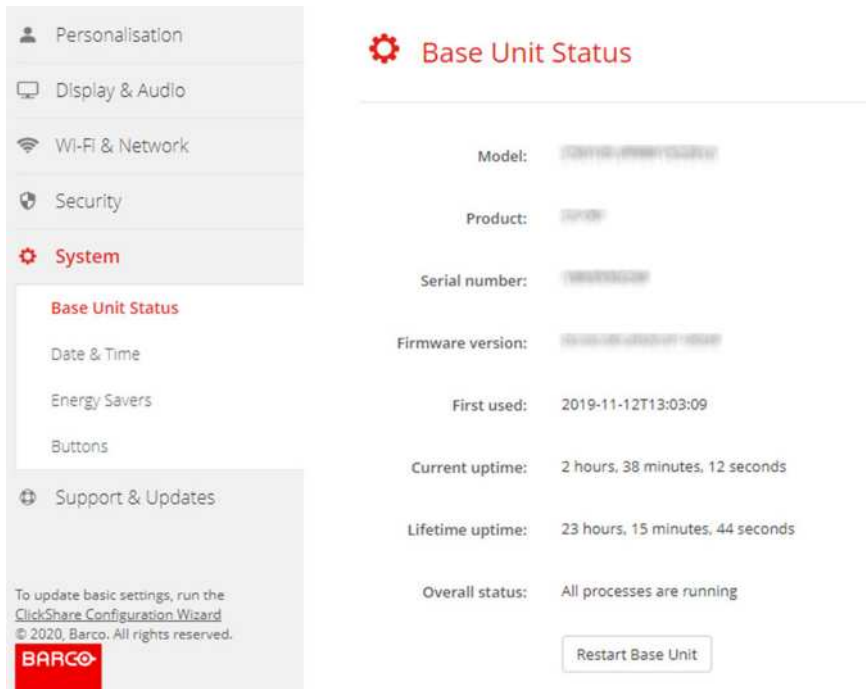 Personalisation
Display & Audio
Wi-Fi & Network
Security
System
Base Unit Status
Date & Time
Energy Savers
Buttons
Support & Updates
To update basic settings, run the
ClickShare Configuration Wizard
© 2020, Barco. All rights reserved.
BARCO
Base Unit Status
Model:
Product:
Serial number:
Firmware version:
First used: 2019-11-12T13:03:09
Current uptime: 2 hours, 38 minutes, 12 seconds
Lifetime uptime: 23 hours, 15 minutes, 44 seconds
Overall status: All processes are running
Restart Base Unit